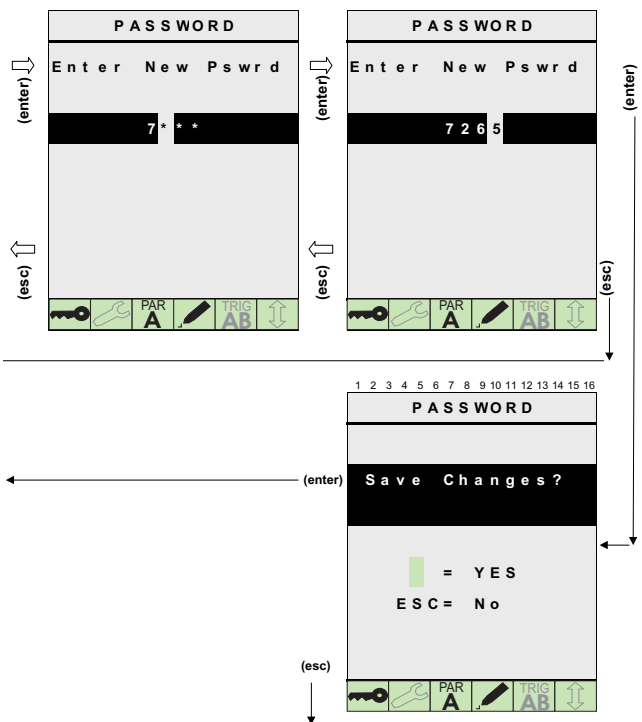 PASSWORD
Enter New Pswrd
(enter)
7***
(esc)
PAR
A
TRIG
AB
PASSWORD
Enter New Pswrd
(enter)
7265
(esc)
PAR
A
TRIG
AB
(enter)
(esc)
1 2 3 4 5 6 7 8 9 10 11 12 13 14 15 16
PASSWORD
(enter)
Save Changes?
= YES
ESC= No
(esc)
PAR
A
TRIG
AB